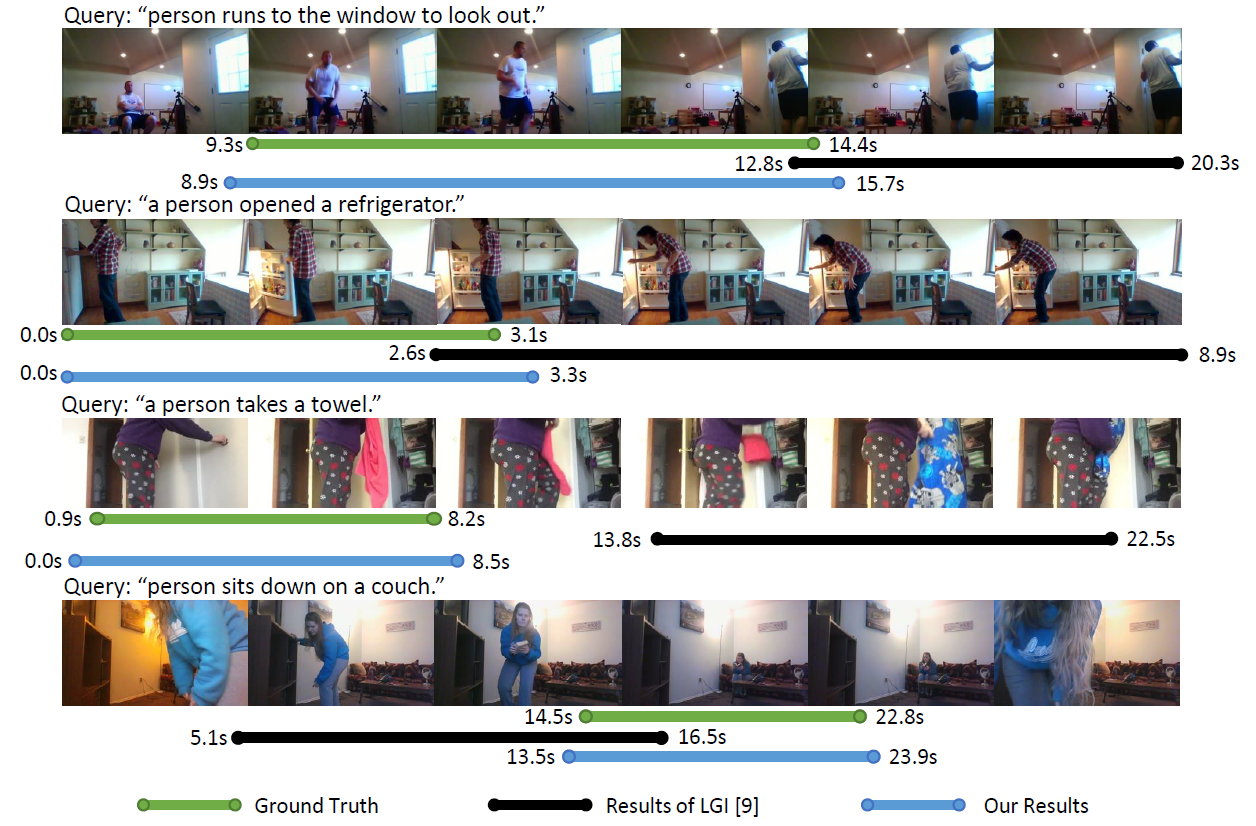 Query: “person runs to the window to look out.”
9.3s 14.4s
12.8s 20.3s
8.9s 15.7s
Query: “a person opened a refrigerator.”
0.0s 3.1s
2.6s 8.9s
0.0s 3.3s
Query: “a person takes a towel.”
0.9s 8.2s
13.8s 22.5s
0.0s 8.5s
Query: “person sits down on a couch.”
14.5s 22.8s
5.1s 16.5s
13.5s 23.9s
Ground Truth Results of LGI [9] Our Results